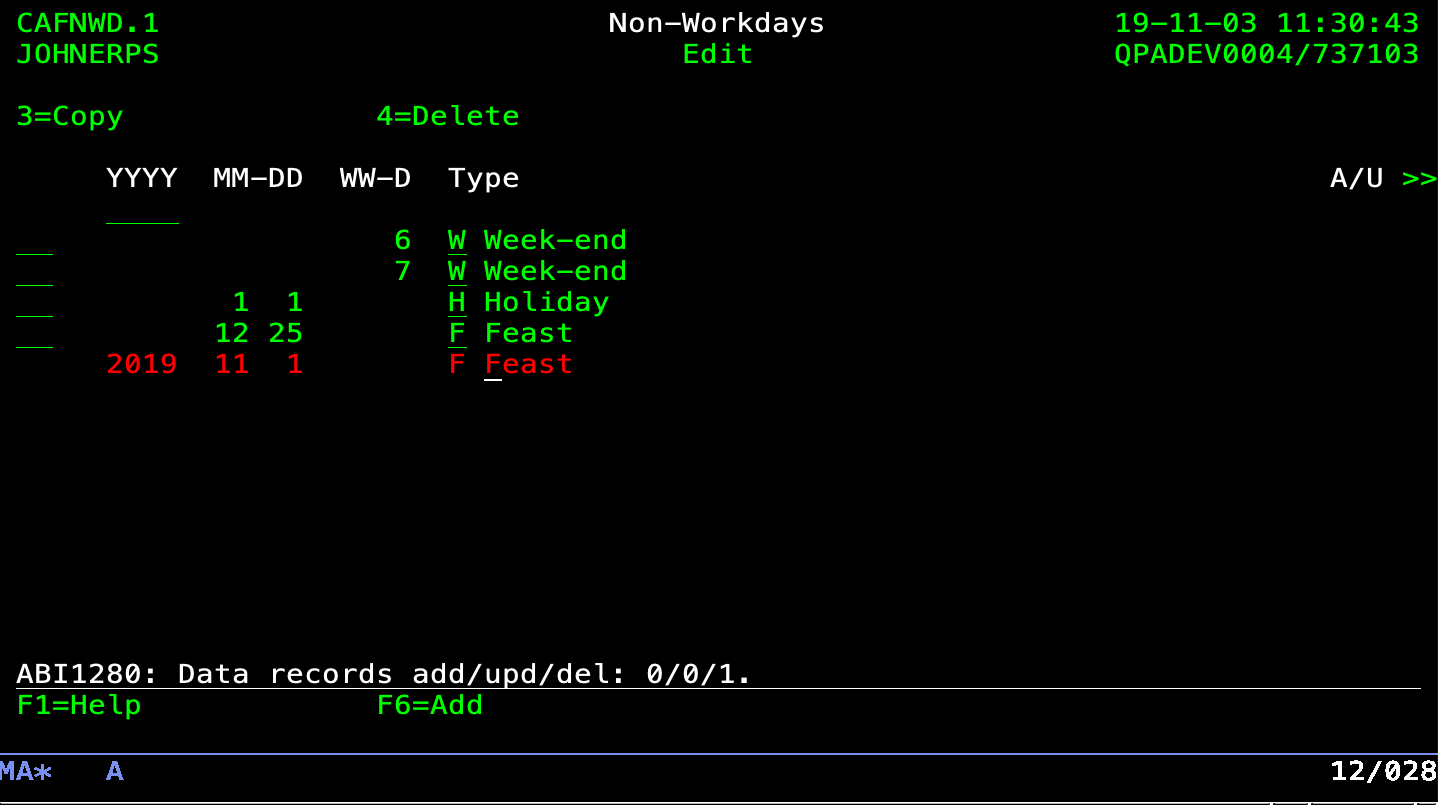 CAFNWD.1 Non-Workdays 19-11-03 11:30:43
JOHNERPS Edit QPADEV0004/737103
3=Copy 4=Delete
YYYY MM-DD WW-D Type A/U >>
6 W Week-end
7 W Week-end
1 1 H Holiday
12 25 F Feast
2019 11 1 F Feast
ABI1280: Data records add/upd/del: 0/0/1.
F1=Help F6=Add
MA* A 12/028